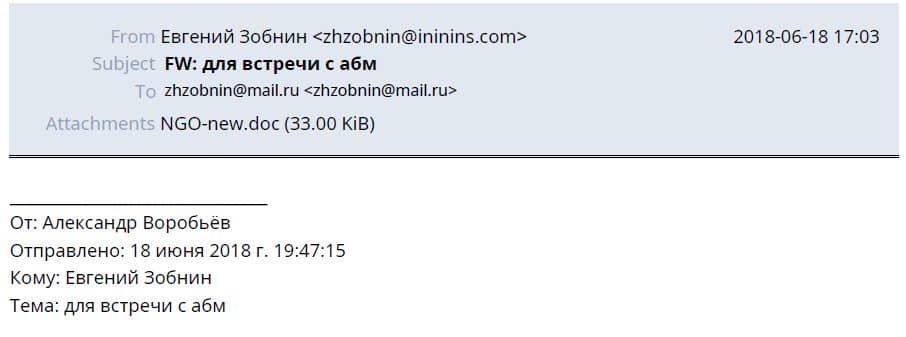 From Евгений Зобнин <zhzobnin@ininins.com> 2018-06-18 17:03
Subject FW: для встречи с абм
To zhzobnin@mail.ru <zhzobnin@mail.ru>
Attachments NGO-new.doc (33.00 KiB)
От: Александр Воробьёв
Отправлено: 18 июня 2018 г. 19:47:15
Кому: Евгений Зобнин
Тема: для встречи с абм